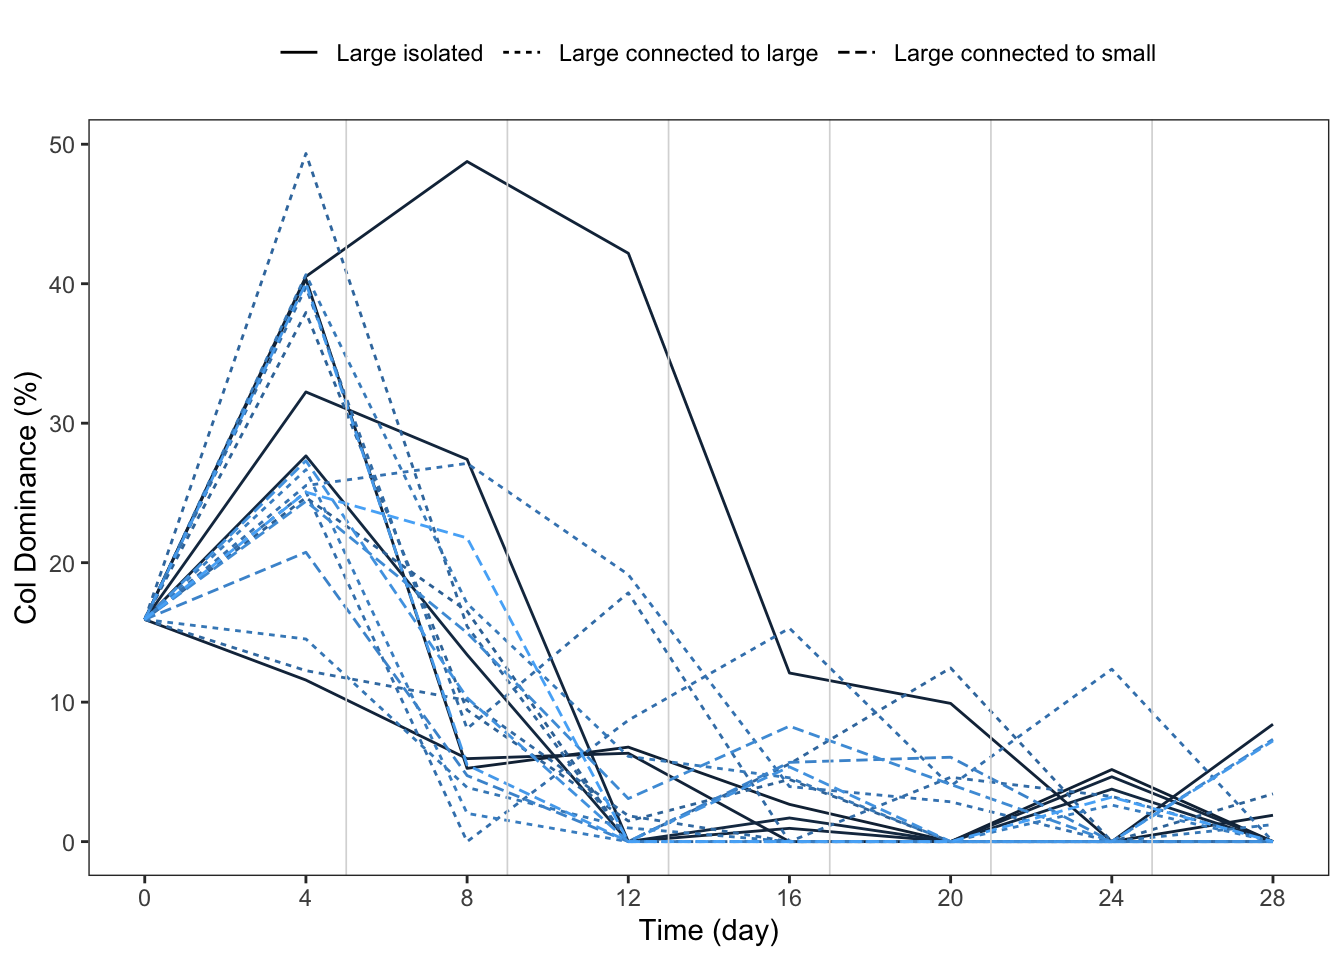 Large isolated Large connected to large Large connected to small
50
40
30
20
10
0
Col Dominance (%)
0 4 8 12 16 20 24 28
Time (day)